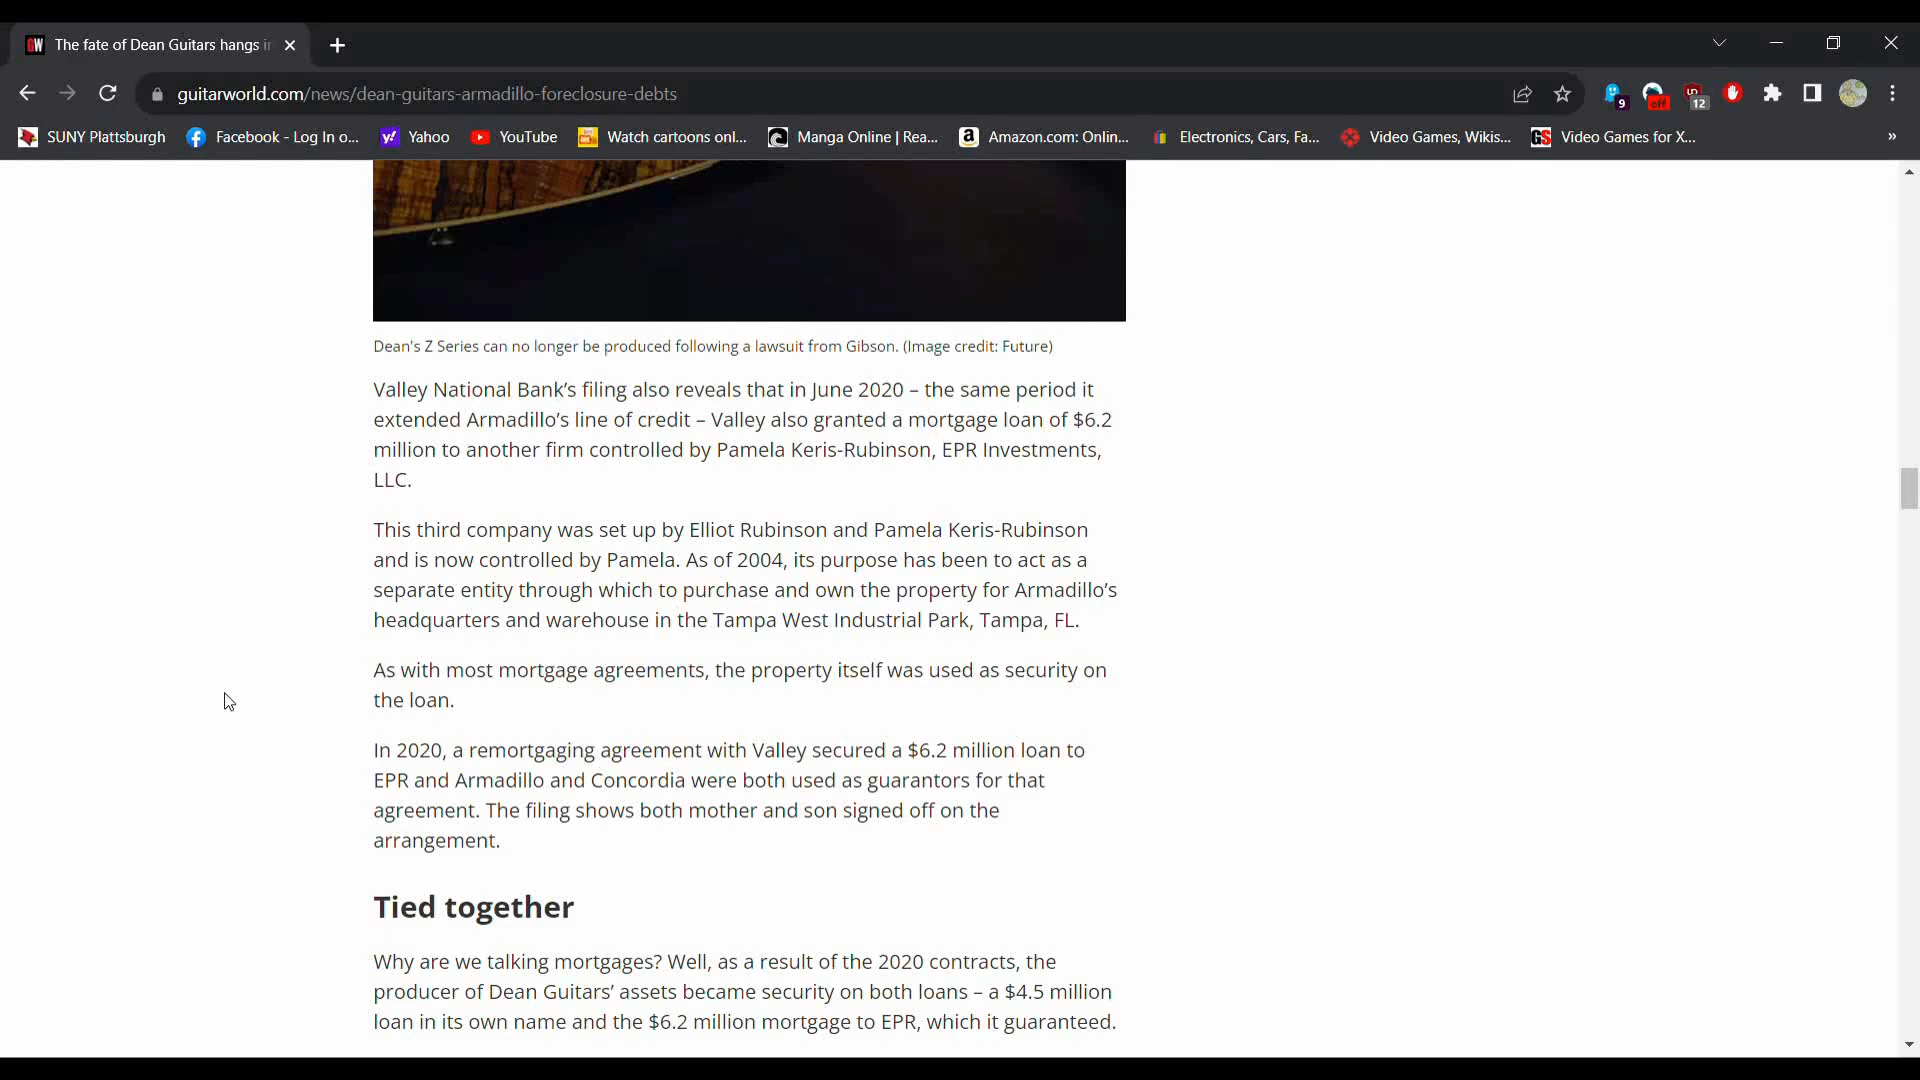 The fate of Dean Guitars hangs i
guitarworld.com/news/dean-guitars-armadillo-foreclosure-debts
9
off
12
SUNY Plattsburgh
Facebook - Log In o...
Yahoo
YouTube
Watch cartoons onl...
Manga Online | Rea...
Amazon.com: Onlin...
Electronics, Cars, Fa...
Video Games, Wikis...
Video Games for X...
»
Dean's Z Series can no longer be produced following a lawsuit from Gibson. (Image credit: Future)
Valley National Bank’s filing also reveals that in June 2020 – the same period it
extended Armadillo’s line of credit – Valley also granted a mortgage loan of $6.2
million to another firm controlled by Pamela Keris-Rubinson, EPR Investments,
LLC.
This third company was set up by Elliot Rubinson and Pamela Keris-Rubinson
and is now controlled by Pamela. As of 2004, its purpose has been to act as a
separate entity through which to purchase and own the property for Armadillo’s
headquarters and warehouse in the Tampa West Industrial Park, Tampa, FL.
As with most mortgage agreements, the property itself was used as security on
the loan.
In 2020, a remortgaging agreement with Valley secured a $6.2 million loan to
EPR and Armadillo and Concordia were both used as guarantors for that
agreement. The filing shows both mother and son signed off on the
arrangement.
Tied together
Why are we talking mortgages? Well, as a result of the 2020 contracts, the
producer of Dean Guitars’ assets became security on both loans – a $4.5 million
loan in its own name and the $6.2 million mortgage to EPR, which it guaranteed.